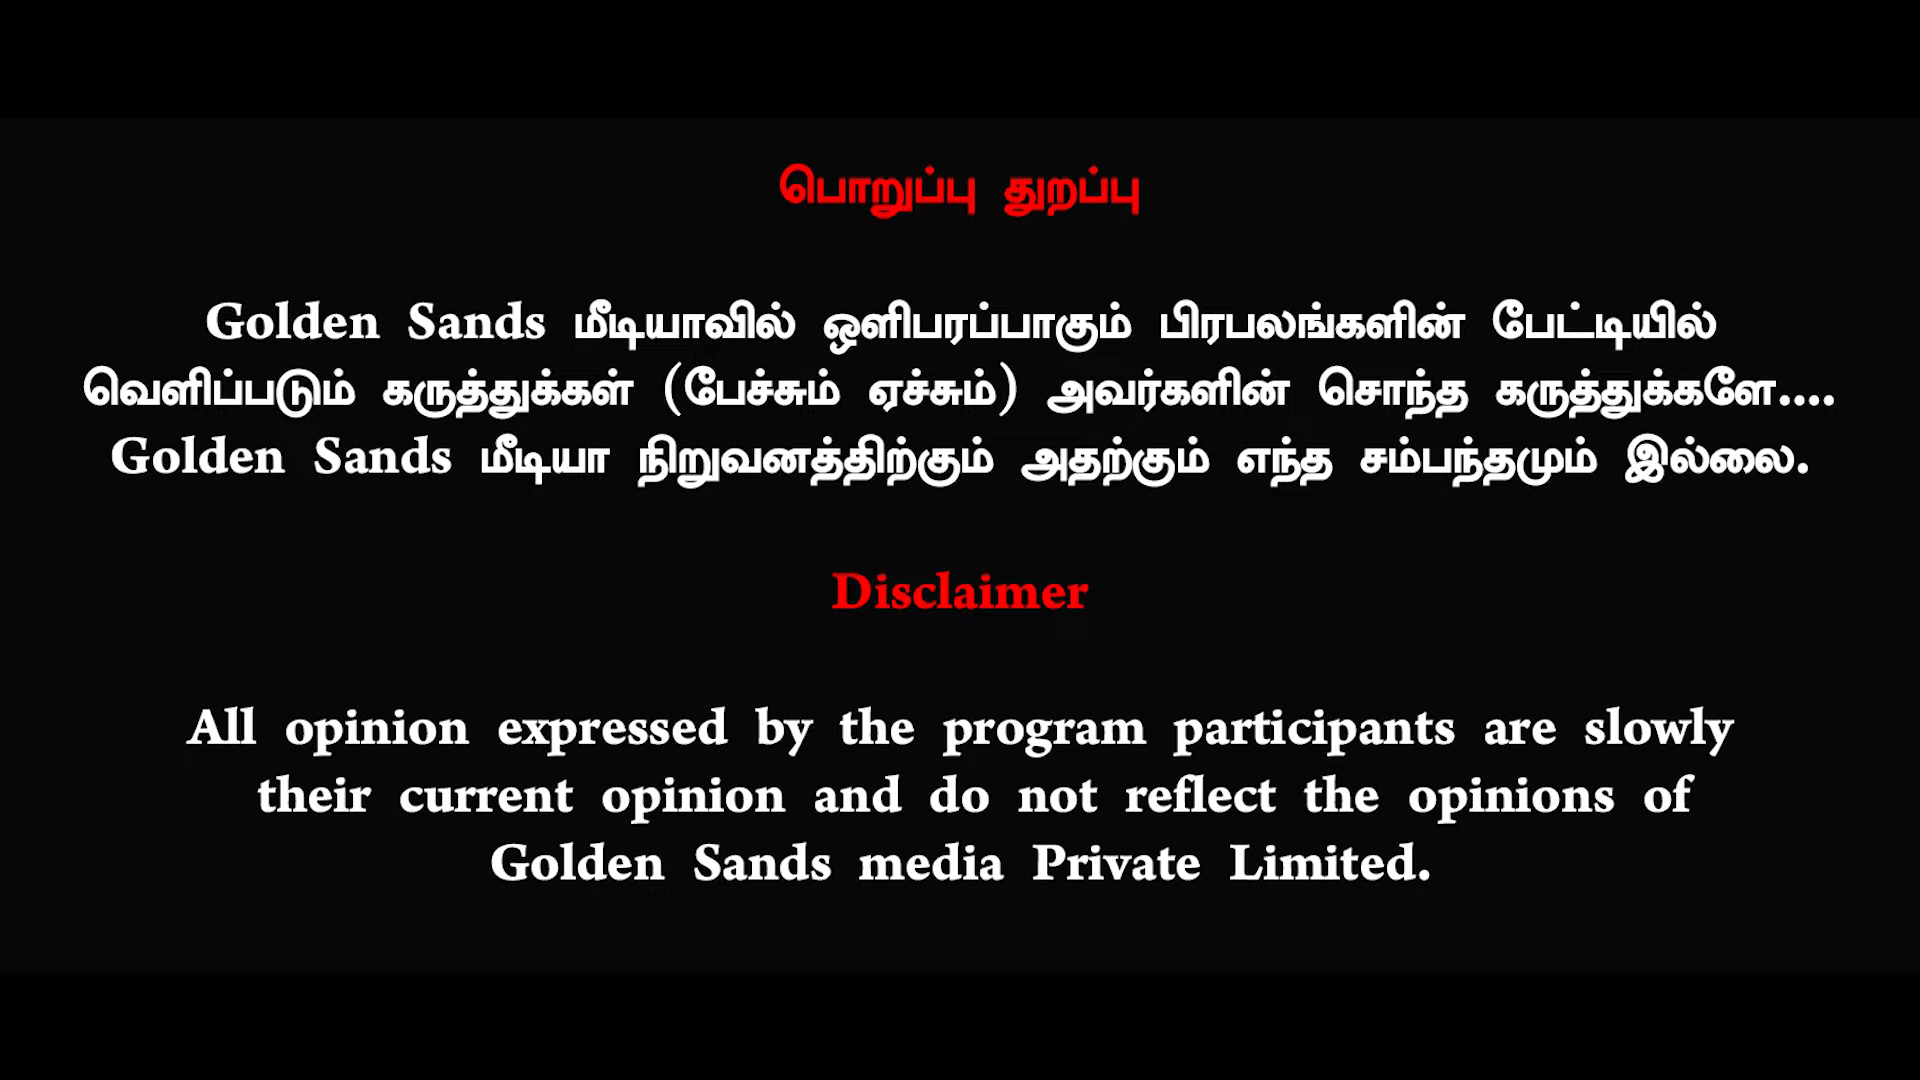 பொறுப்பு துறப்பு
Golden Sands மீடியாவில் ஒளிபரப்பாகும் பிரபலங்களின் பேட்டியில்
வெளிப்படும் கருத்துக்கள் (பேச்சும் ஏச்சும்) அவர்களின் சொந்த கருத்துக்களே....
Golden Sands மீடியா நிறுவனத்திற்கும் அதற்கும் எந்த சம்பந்தமும் இல்லை.
Disclaimer
All opinion expressed by the program participants are slowly
their current opinion and do not reflect the opinions of
Golden Sands media Private Limited.